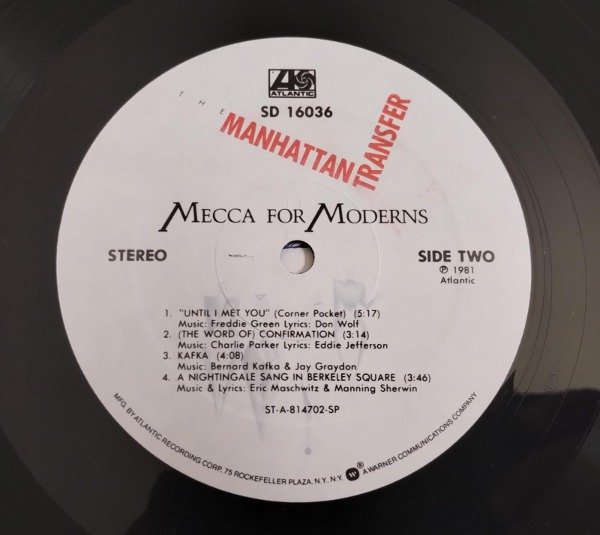 ATLANTIC
SD 16036
THE
MANHATTAN
TRANSFER
MECCA FOR MODERNS
STEREO
SIDE TWO
Ⓟ 1981
Atlantic
1. "UNTIL I MET YOU" (Corner Pocket) (5:17)
Music: Freddie Green Lyrics: Don Wolf
2. (THE WORD OF) CONFIRMATION (3:14)
Music: Charlie Parker Lyrics: Eddie Jefferson
3. KAFKA (4:08)
Music: Bernard Kafka & Jay Graydon
4. A NIGHTINGALE SANG IN BERKELEY SQUARE (3:46)
Music & Lyrics: Eric Maschwitz & Manning Sherwin
ST-A-814702-SP
MFG. BY ATLANTIC RECORDING CORP. 75 ROCKEFELLER PLAZA, N.Y. N.Y. ® A WARNER COMMUNICATIONS COMPANY